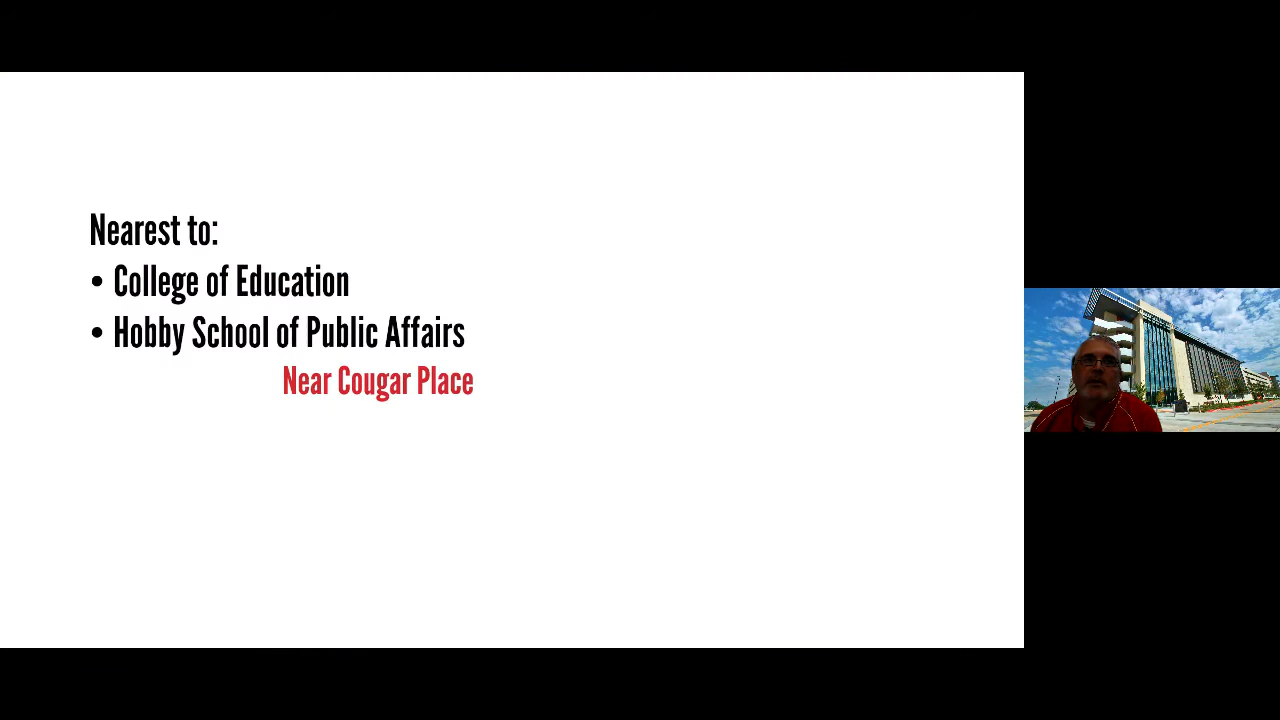 Nearest to:
• College of Education
• Hobby School of Public Affairs
Near Cougar Place